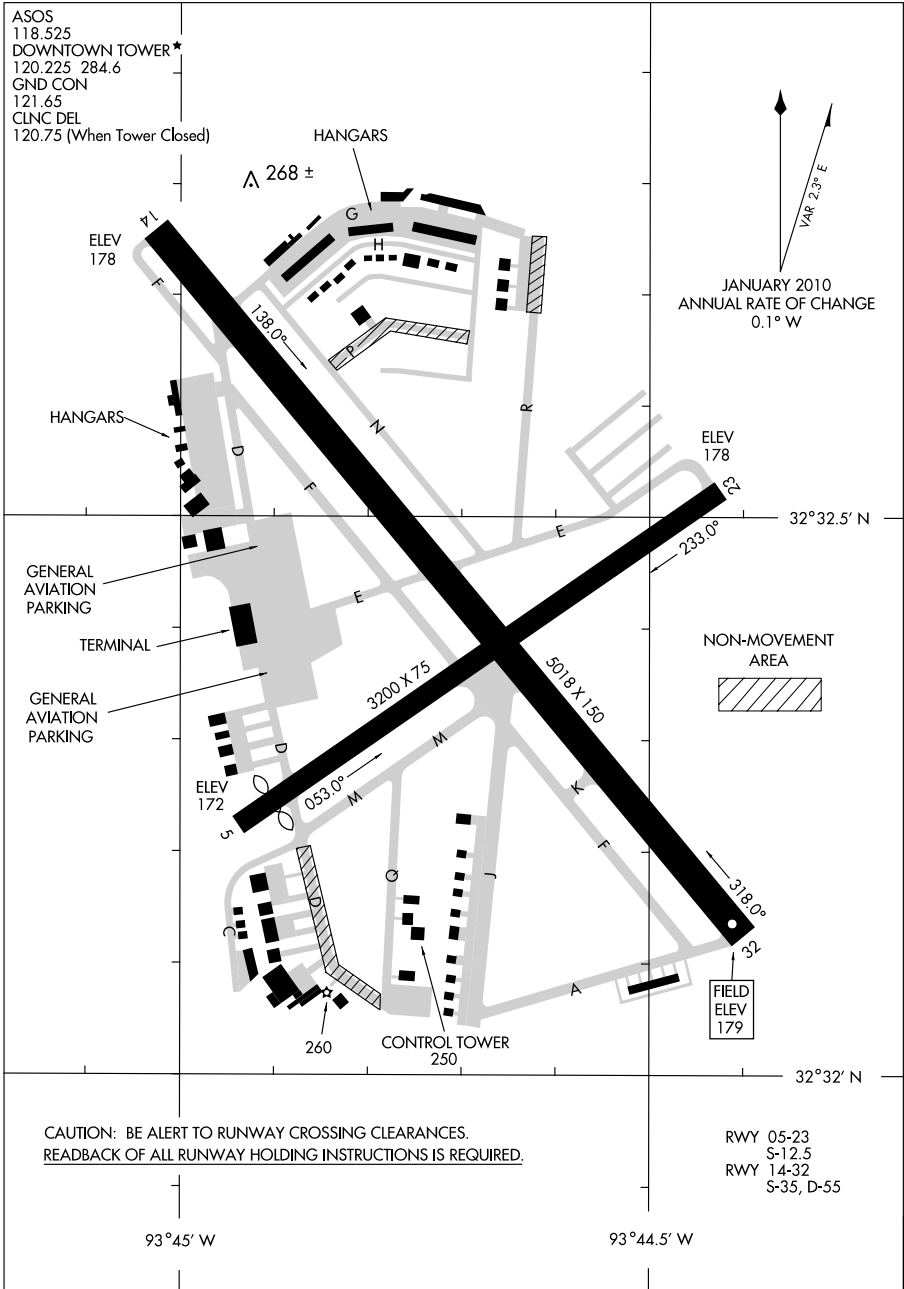 ASOS
118.525
DOWNTOWN TOWER★
120.225 284.6
GND CON
121.65
CLNC DEL
120.75 (When Tower Closed)
HANGARS
268 ±
VAR 2.3° E
JANUARY 2010
ANNUAL RATE OF CHANGE
0.1° W
14
ELEV
178
G
H
F
138.0°
P
HANGARS
D
F
N
R
ELEV
178
23
32°32.5' N
233.0°
E
E
GENERAL
AVIATION
PARKING
TERMINAL
GENERAL
AVIATION
PARKING
NON-MOVEMENT
AREA
3200 X 75
5018 X 150
D
M
M
053.0°
ELEV
172
5
K
F
J
Q
D
C
318.0°
32
A
FIELD
ELEV
179
260
CONTROL TOWER
250
32°32' N
CAUTION: BE ALERT TO RUNWAY CROSSING CLEARANCES.
READBACK OF ALL RUNWAY HOLDING INSTRUCTIONS IS REQUIRED.
RWY 05-23
S-12.5
RWY 14-32
S-35, D-55
93°45' W
93°44.5' W